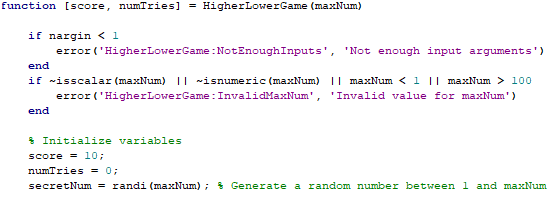 function [score, numTries] = HigherLowerGame(maxNum)
if nargin < 1
error('HigherLowerGame:NotEnoughInputs', 'Not enough input arguments')
end
if ~isscalar(maxNum) || ~isnumeric(maxNum) || maxNum < 1 || maxNum > 100
error('HigherLowerGame:InvalidMaxNum', 'Invalid value for maxNum')
end
% Initialize variables
score = 10;
numTries = 0;
secretNum = randi(maxNum); % Generate a random number between 1 and maxNum